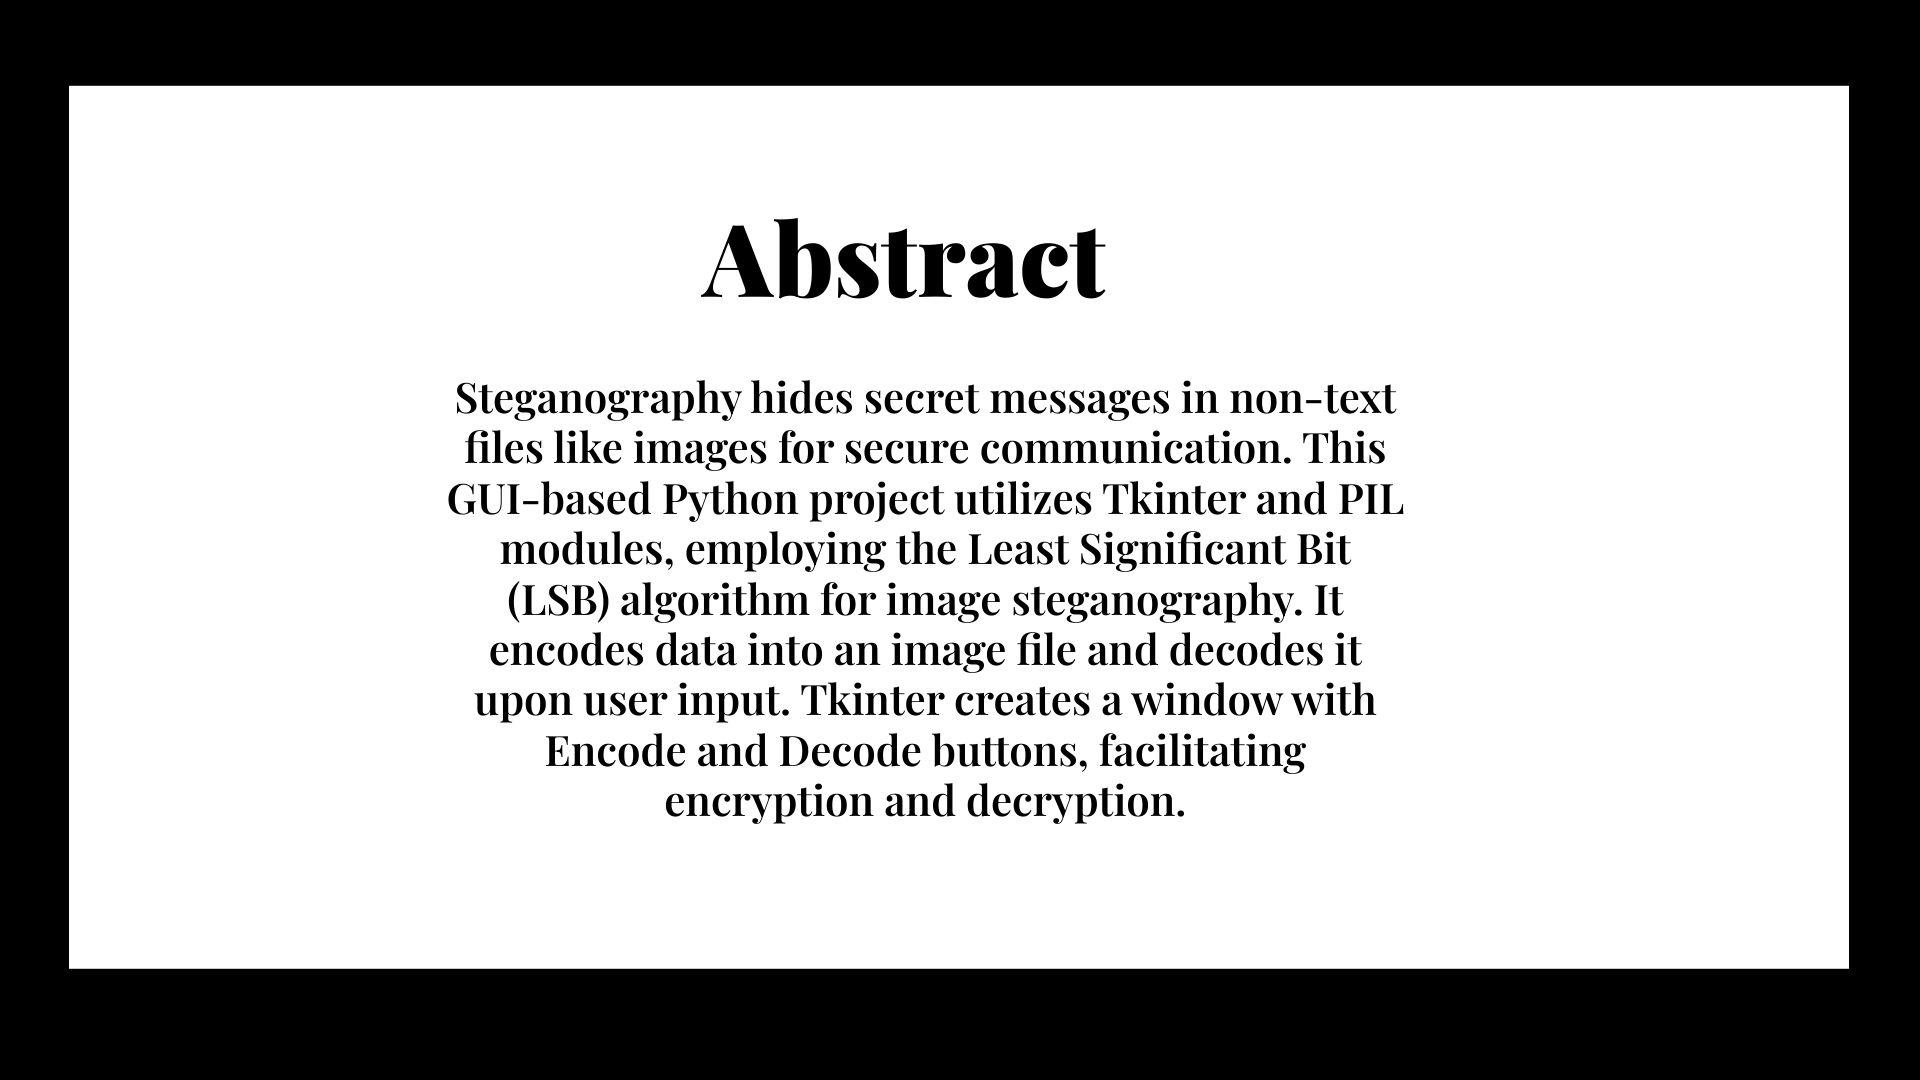 Abstract
Steganography hides secret messages in non-text
files like images for secure communication. This
GUI-based Python project utilizes Tkinter and PIL
modules, employing the Least Significant Bit
(LSB) algorithm for image steganography. It
encodes data into an image file and decodes it
upon user input. Tkinter creates a window with
Encode and Decode buttons, facilitating
encryption and decryption.